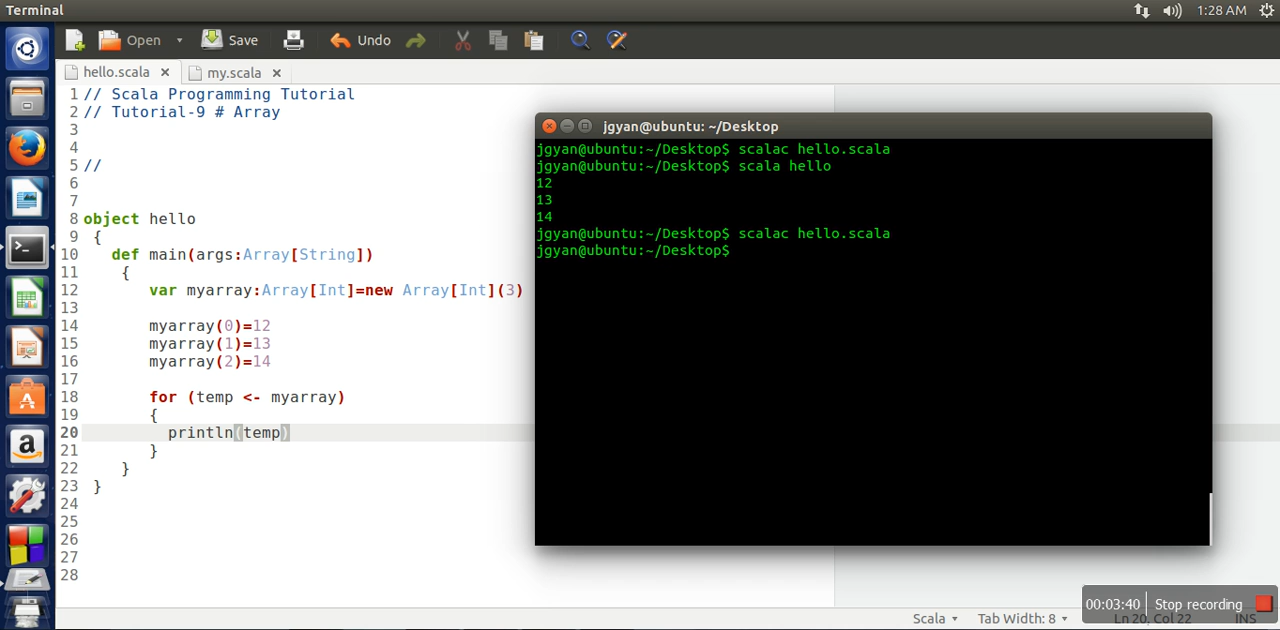 Terminal
1:28 AM
Open
Save
Undo
hello.scala
my.scala
1 // Scala Programming Tutorial
2 // Tutorial-9 # Array
3
4
5 //
6
7
8 object hello
9 {
10 def main(args:Array[String])
11 {
12 var myarray:Array[Int]=new Array[Int](3)
13
14 myarray(0)=12
15 myarray(1)=13
16 myarray(2)=14
17
18 for (temp <- myarray)
19 {
20 println(temp)
21 }
22 }
23 }
24
25
26
27
28
jgyan@ubuntu: ~/Desktop
jgyan@ubuntu:~/Desktop$ scalac hello.scala
jgyan@ubuntu:~/Desktop$ scala hello
12
13
14
jgyan@ubuntu:~/Desktop$ scalac hello.scala
jgyan@ubuntu:~/Desktop$
00:03:40 Stop recording
Scala Tab Width: 8 Ln 20, Col 22 INS